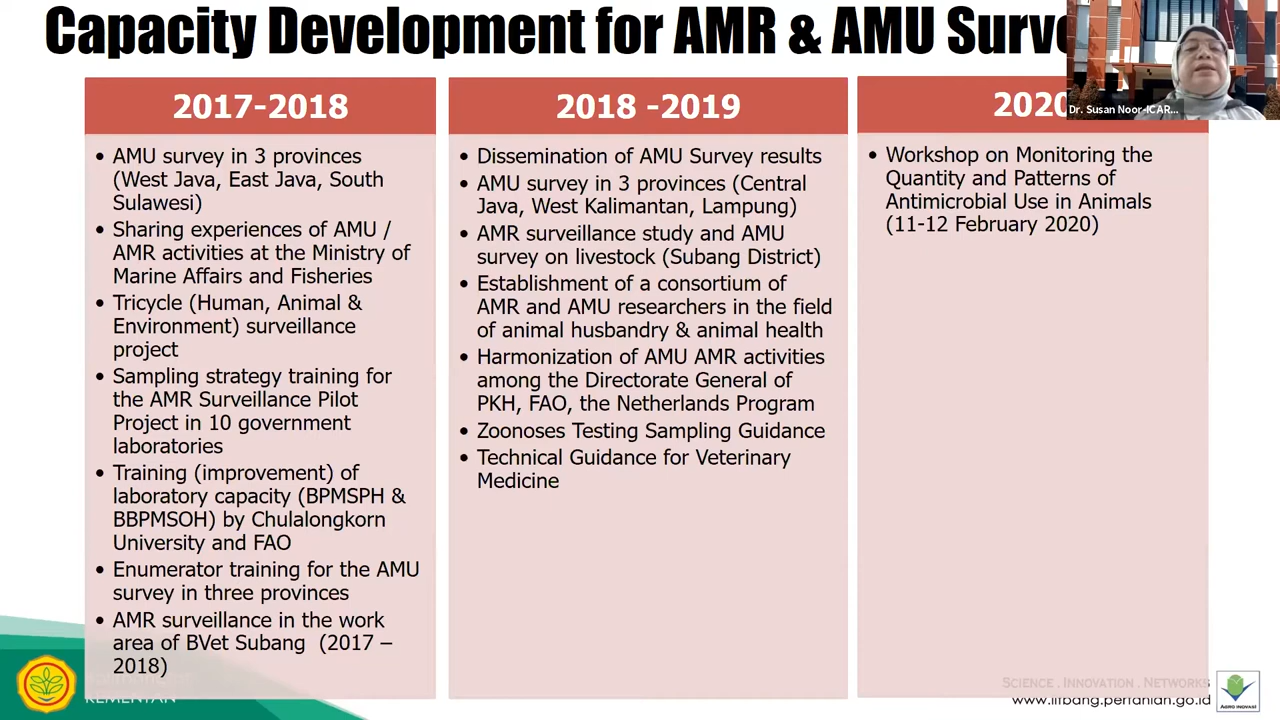 Capacity Development for AMR & AMU Surve
2017-2018
AMU survey in 3 provinces
(West Java, East Java, South
Sulawesi)
Sharing experiences of AMU /
AMR activities at the Ministry of
Marine Affairs and Fisheries
Tricycle (Human, Animal &
Environment) surveillance
project
Sampling strategy training for
the AMR Surveillance Pilot
Project in 10 government
laboratories
Training (improvement) of
laboratory capacity (BPMSPH &
BBPMSOH) by Chulalongkorn
University and FAO
Enumerator training for the AMU
survey in three provinces
AMR surveillance in the work
area of BVet Subang (2017 –
2018)
2018 -2019
Dissemination of AMU Survey results
AMU survey in 3 provinces (Central
Java, West Kalimantan, Lampung)
AMR surveillance study and AMU
survey on livestock (Subang District)
Establishment of a consortium of
AMR and AMU researchers in the field
of animal husbandry & animal health
Harmonization of AMU AMR activities
among the Directorate General of
PKH, FAO, the Netherlands Program
Zoonoses Testing Sampling Guidance
Technical Guidance for Veterinary
Medicine
2020
Workshop on Monitoring the
Quantity and Patterns of
Antimicrobial Use in Animals
(11-12 February 2020)
Dr. Susan Noor-ICAR...
KEMENTAN
SCIENCE . INNOVATION . NETWORKS
www.litbang.pertanian.go.id
AGRO INOVASI